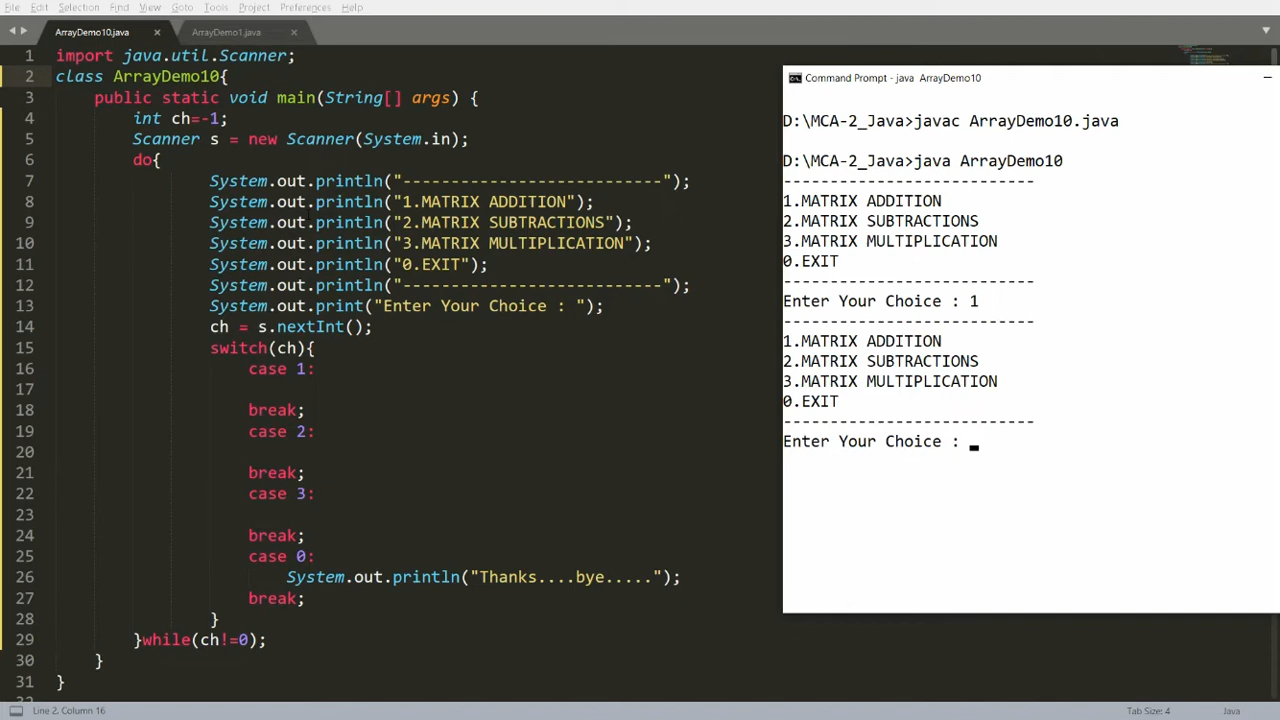 File Edit Selection Find View Goto Tools Project Preferences Help
ArrayDemo10.java × ArrayDemo1.java ×
1 import java.util.Scanner;
2 class ArrayDemo10{
3 public static void main(String[] args) {
4 int ch=-1;
5 Scanner s = new Scanner(System.in);
6 do{
7 System.out.println("---------------------------");
8 System.out.println("1.MATRIX ADDITION");
9 System.out.println("2.MATRIX SUBTRACTIONS");
10 System.out.println("3.MATRIX MULTIPLICATION");
11 System.out.println("0.EXIT");
12 System.out.println("---------------------------");
13 System.out.print("Enter Your Choice : ");
14 ch = s.nextInt();
15 switch(ch){
16 case 1:
17
18 break;
19 case 2:
20
21 break;
22 case 3:
23
24 break;
25 case 0:
26 System.out.println("Thanks....bye.....");
27 break;
28 }
29 }while(ch!=0);
30 }
31 }
Command Prompt - java ArrayDemo10
D:\MCA-2_Java>javac ArrayDemo10.java
D:\MCA-2_Java>java ArrayDemo10
---------------------------
1.MATRIX ADDITION
2.MATRIX SUBTRACTIONS
3.MATRIX MULTIPLICATION
0.EXIT
---------------------------
Enter Your Choice : 1
---------------------------
1.MATRIX ADDITION
2.MATRIX SUBTRACTIONS
3.MATRIX MULTIPLICATION
0.EXIT
---------------------------
Enter Your Choice :
Line 2, Column 16 Tab Size: 4 Java